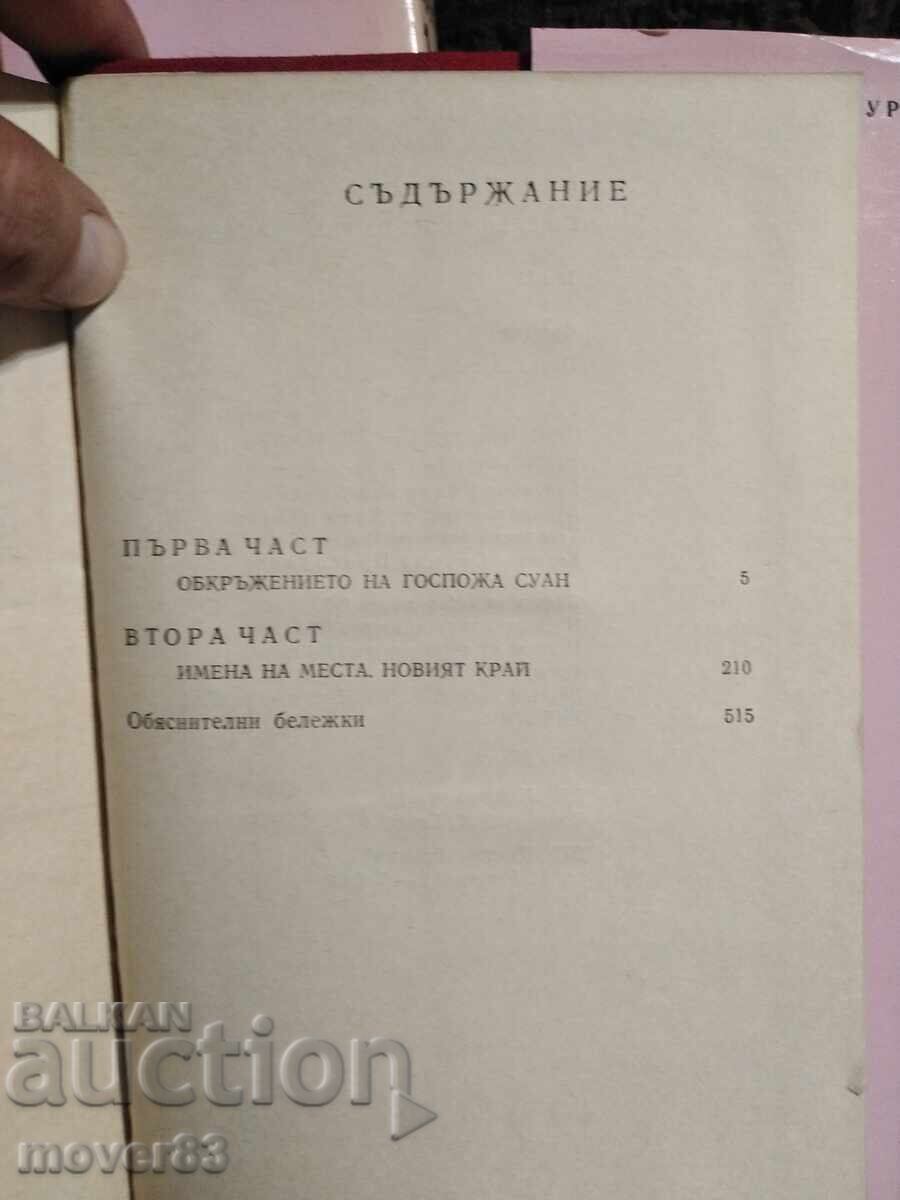 УР
СЪДЪРЖАНИЕ
ПЪРВА ЧАСТ
ОБКРЪЖЕНИЕТО НА ГОСПОЖА СУАН 5
ВТОРА ЧАСТ
ИМЕНА НА МЕСТА. НОВИЯТ КРАЙ 210
Обяснителни бележки 515
BALKAN
auction
mover83